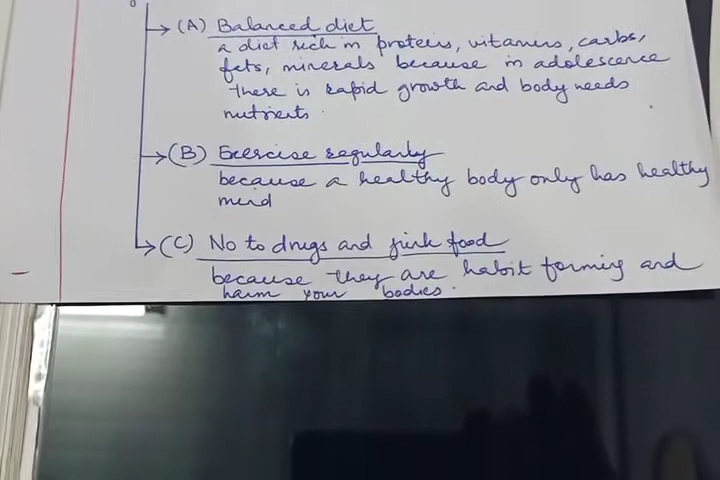 (A) Balanced diet
a diet rich in proteins, vitamins, carbs,
fats, minerals because in adolescence
there is rapid growth and body needs
nutrients.
(B) Exercise regularly
because a healthy body only has healthy
mind
(C) No to drugs and junk food
because they are habit forming and
harm your bodies.